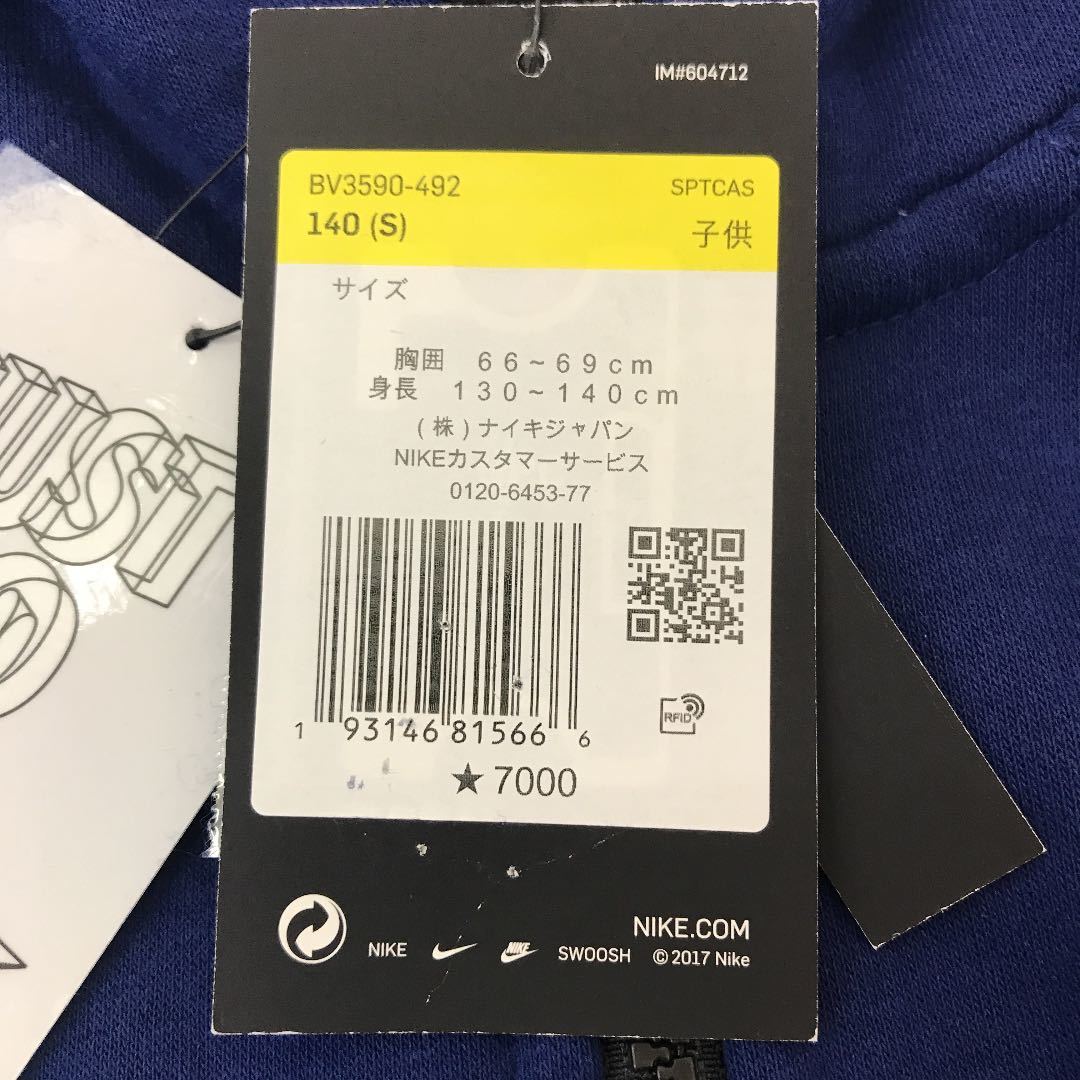 IM#604712
BV3590-492 SPTCAS
140 (S) 子供
サイズ
胸囲 66~69cm
身長 130~140cm
(株)ナイキジャパン
NIKEカスタマーサービス
0120-6453-77
RFID
1 93146 81566 6
★7000
NIKE.COM
NIKE NIKE SWOOSH © 2017 Nike